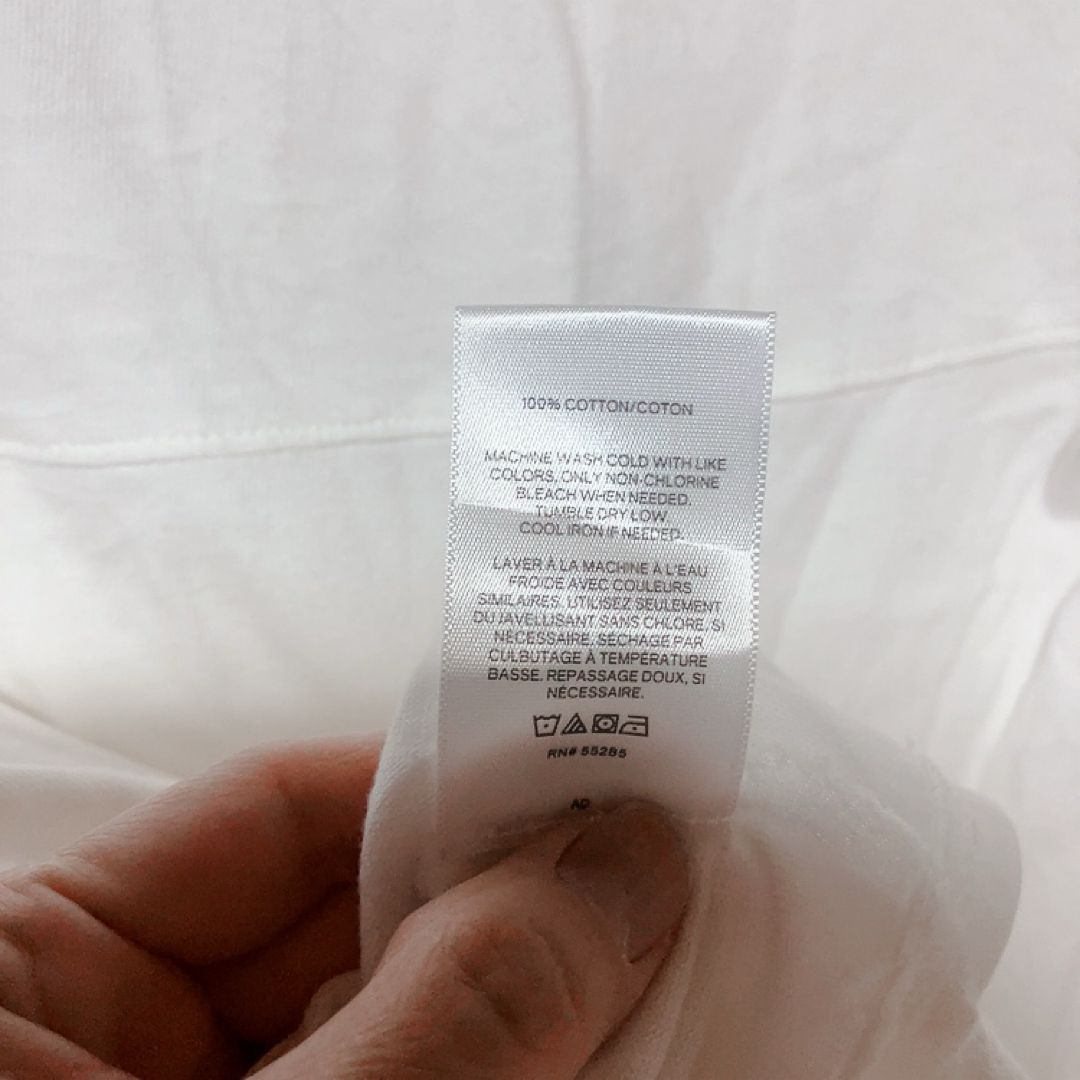 100% COTTON/COTON
MACHINE WASH COLD WITH LIKE
COLORS. ONLY NON-CHLORINE
BLEACH WHEN NEEDED.
TUMBLE DRY LOW.
COOL IRON IF NEEDED.
LAVER À LA MACHINE À L'EAU
FROIDE AVEC COULEURS
SIMILAIRES. UTILISEZ SEULEMENT
DU JAVELLISANT SANS CHLORE, SI
NÉCESSAIRE. SÉCHAGE PAR
CULBUTAGE À TEMPÉRATURE
BASSE. REPASSAGE DOUX, SI
NÉCESSAIRE.
RN# 55285
AD